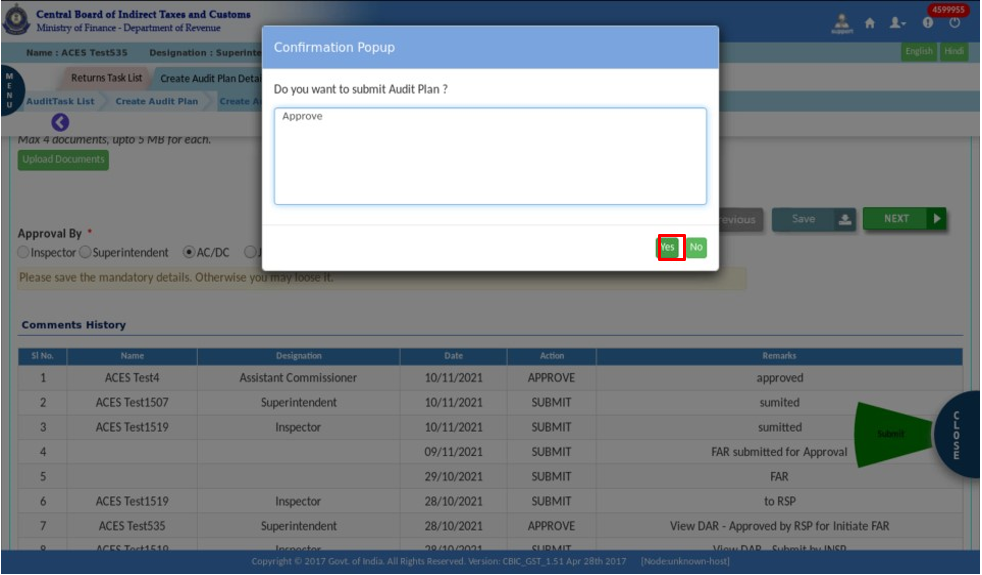 Central Board of Indirect Taxes and Customs
Ministry of Finance - Department of Revenue
4599955
support
Name : ACES Test535 Designation : Superinte
English Hindi
MENU
Returns Task List Create Audit Plan Detai
AuditTask List Create Audit Plan Create A
Max 4 documents, upto 5 MB for each.
Upload Documents
Confirmation Popup
Do you want to submit Audit Plan ?
Approve
Yes No
revious Save NEXT
Approval By *
Inspector Superintendent AC/DC J
Please save the mandatory details. Otherwise you may loose it.
Comments History
Sl No. Name Designation Date Action Remarks
1 ACES Test4 Assistant Commissioner 10/11/2021 APPROVE approved
2 ACES Test1507 Superintendent 10/11/2021 SUBMIT sumited
3 ACES Test1519 Inspector 10/11/2021 SUBMIT sumitted
4 09/11/2021 SUBMIT FAR submitted for Approval
5 29/10/2021 SUBMIT FAR
6 ACES Test1519 Inspector 28/10/2021 SUBMIT to RSP
7 ACES Test535 Superintendent 28/10/2021 APPROVE View DAR - Approved by RSP for Initiate FAR
8 ACES Test1519 Inspector 28/10/2021 SUBMIT View DAR - Submit by INSP
Submit
CLOSE
Copyright © 2017 Govt. of India. All Rights Reserved. Version: CBIC_GST_1.51 Apr 28th 2017 [Node:unknown-host]